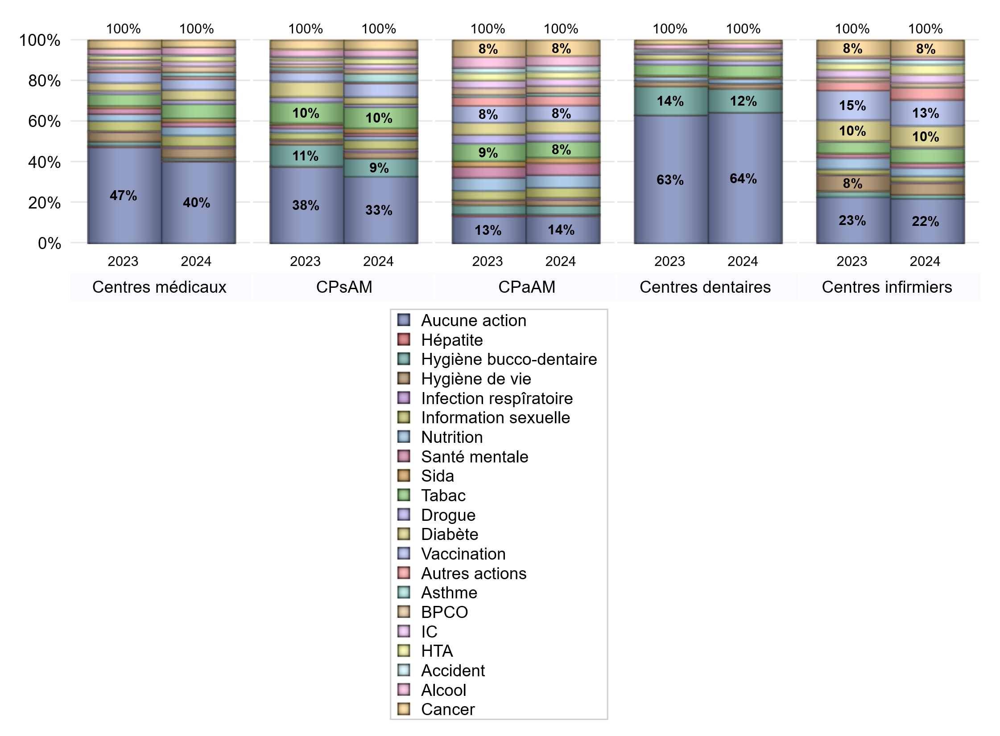 100% 100% 100% 100% 100% 100% 100% 100% 100% 100%
100%
8% 8% 8% 8%
80%
14% 12% 15% 13%
10% 10% 8% 8%
60%
10% 10%
11% 9% 9% 8%
40%
63% 64% 8%
47% 40% 38% 33%
20%
13% 14% 23% 22%
0%
2023 2024 2023 2024 2023 2024 2023 2024 2023 2024
Centres médicaux CPsAM CPaAM Centres dentaires Centres infirmiers
Aucune action
Hépatite
Hygiène bucco-dentaire
Hygiène de vie
Infection respîratoire
Information sexuelle
Nutrition
Santé mentale
Sida
Tabac
Drogue
Diabète
Vaccination
Autres actions
Asthme
BPCO
IC
HTA
Accident
Alcool
Cancer